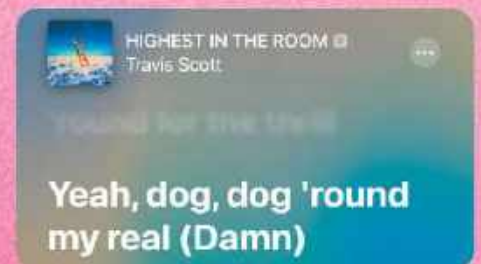 HIGHEST IN THE ROOM 🅴
Travis Scott
'round for the thrill
Yeah, dog, dog 'round
my real (Damn)